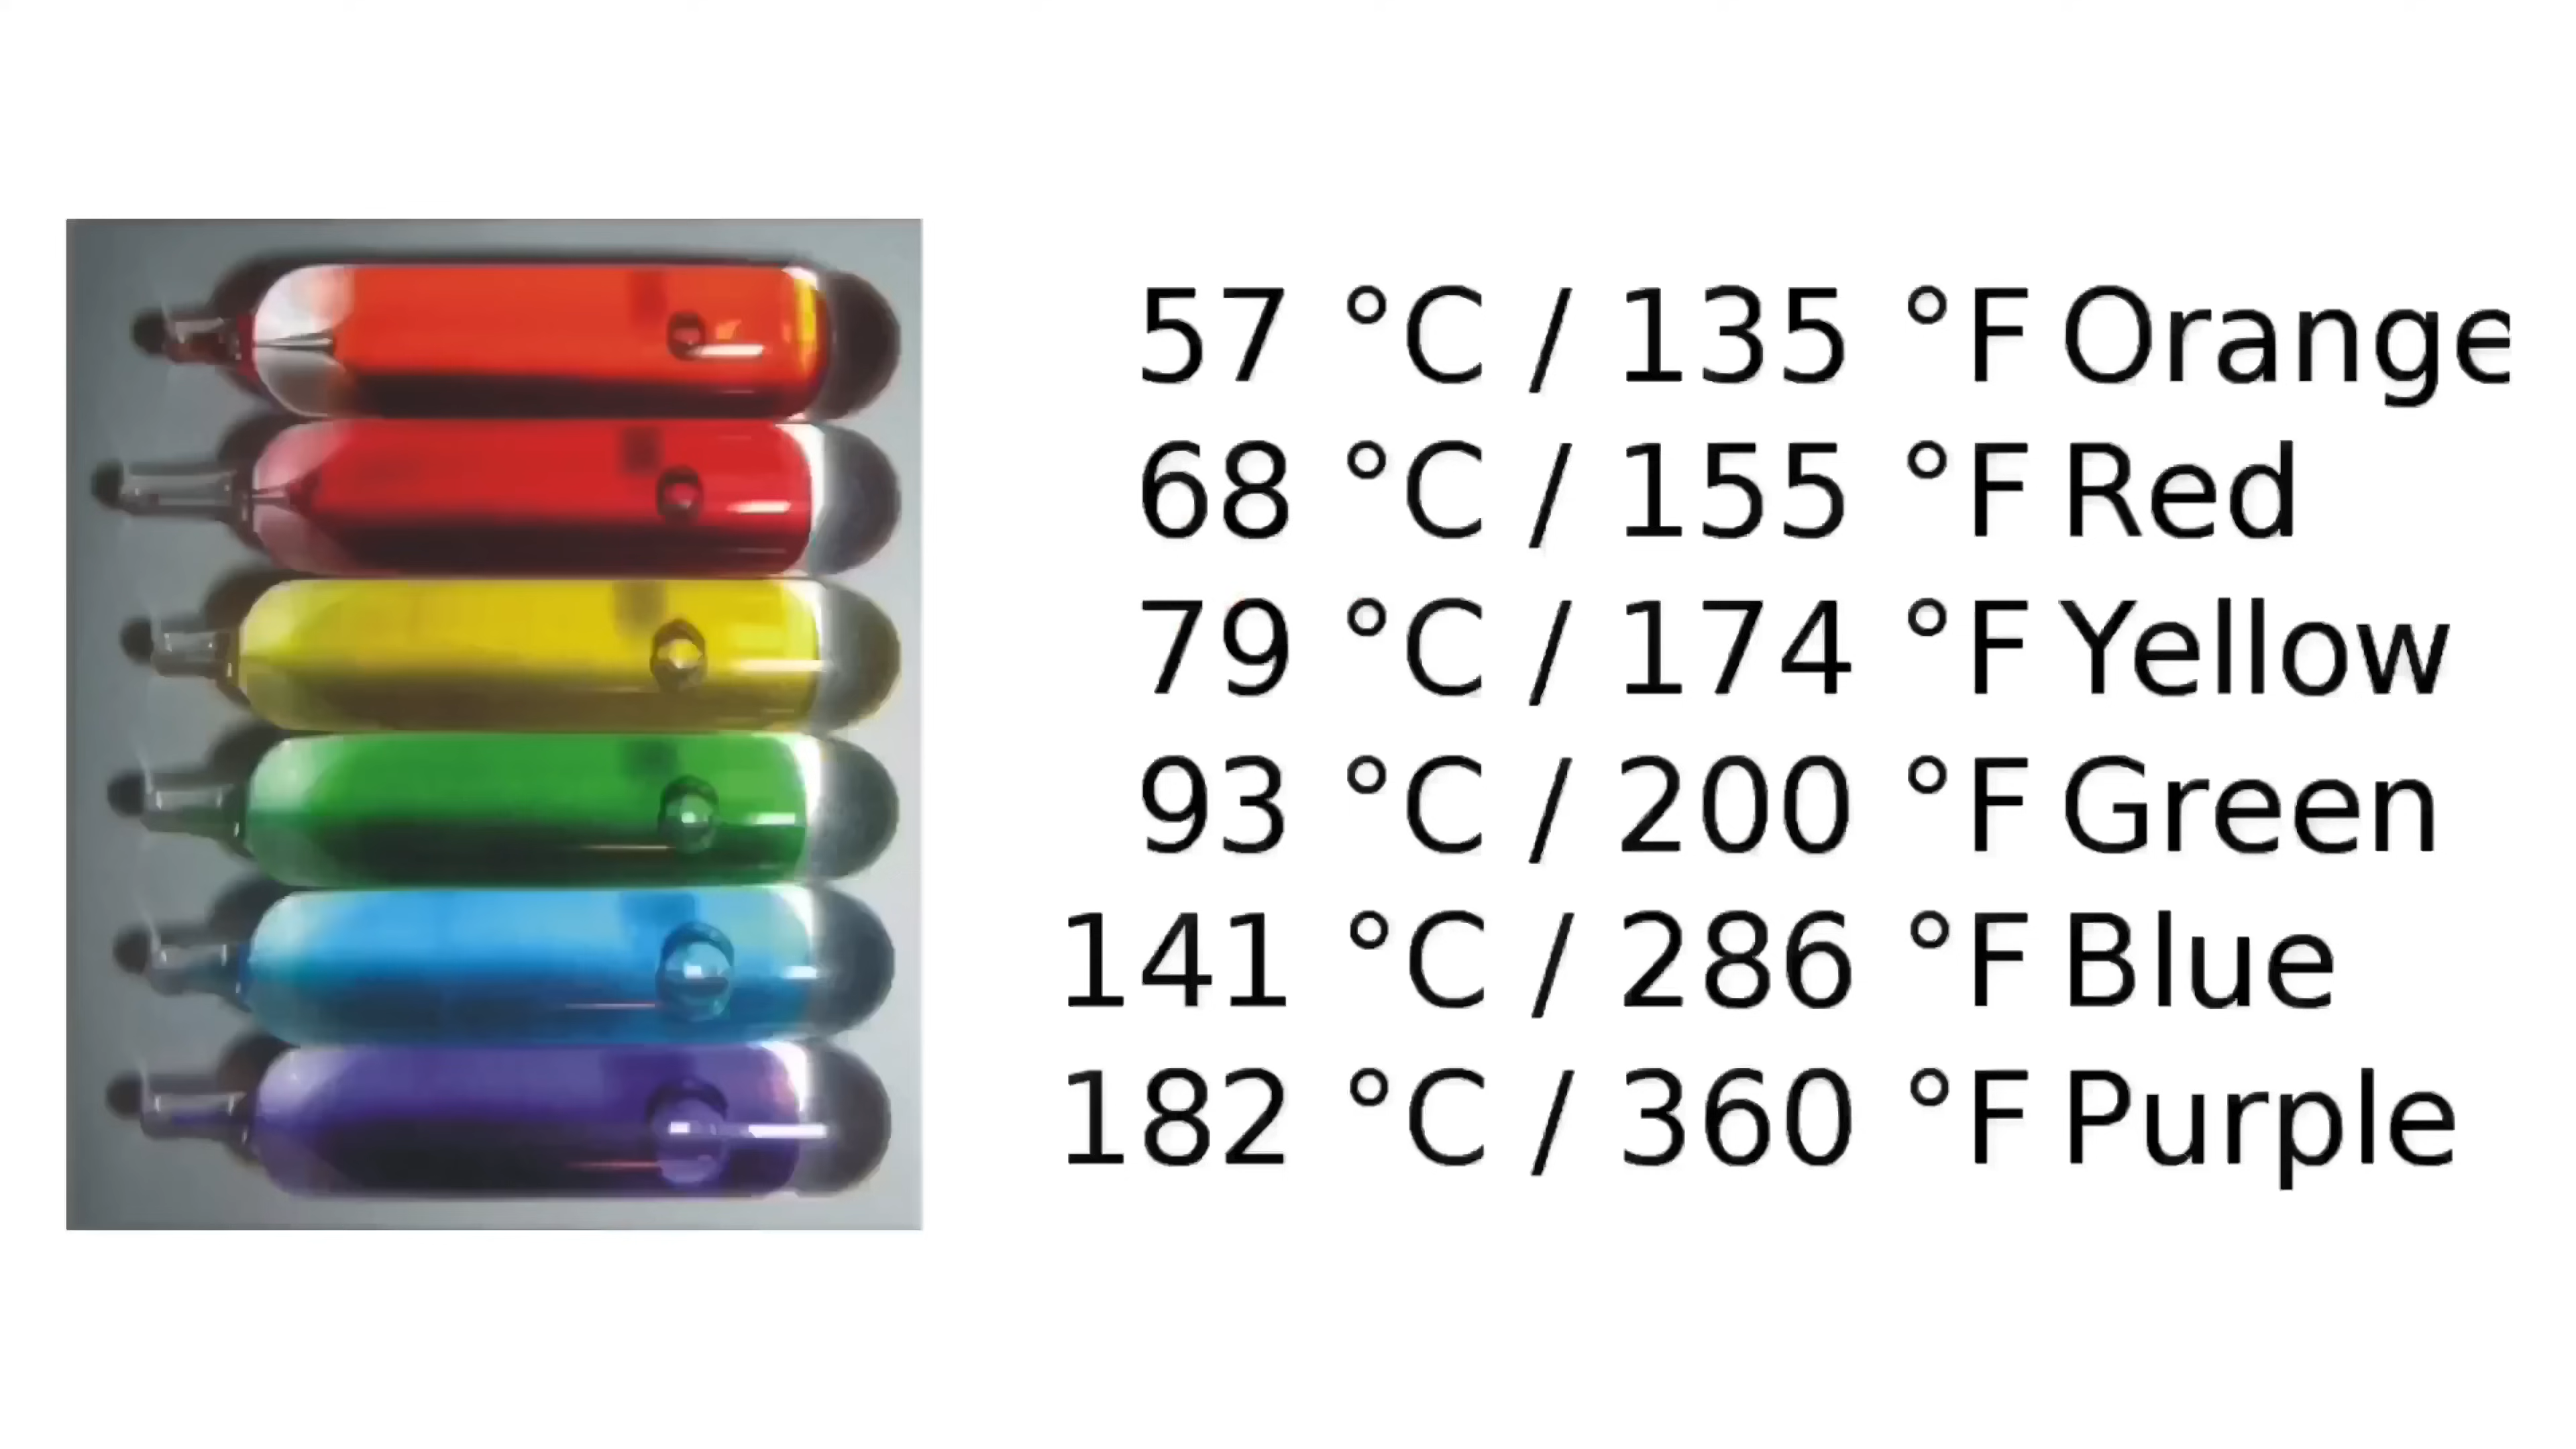 57 °C / 135 °F Orange
68 °C / 155 °F Red
79 °C / 174 °F Yellow
93 °C / 200 °F Green
141 °C / 286 °F Blue
182 °C / 360 °F Purple